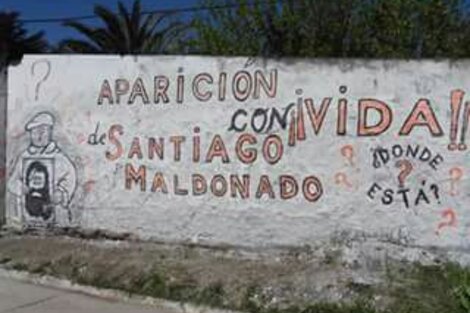 ?
APARICIÓN
CON ¡¡VIDA!!
de SANTIAGO
MALDONADO
¿DONDE
ESTÁ?
?
?
?
?
?
?